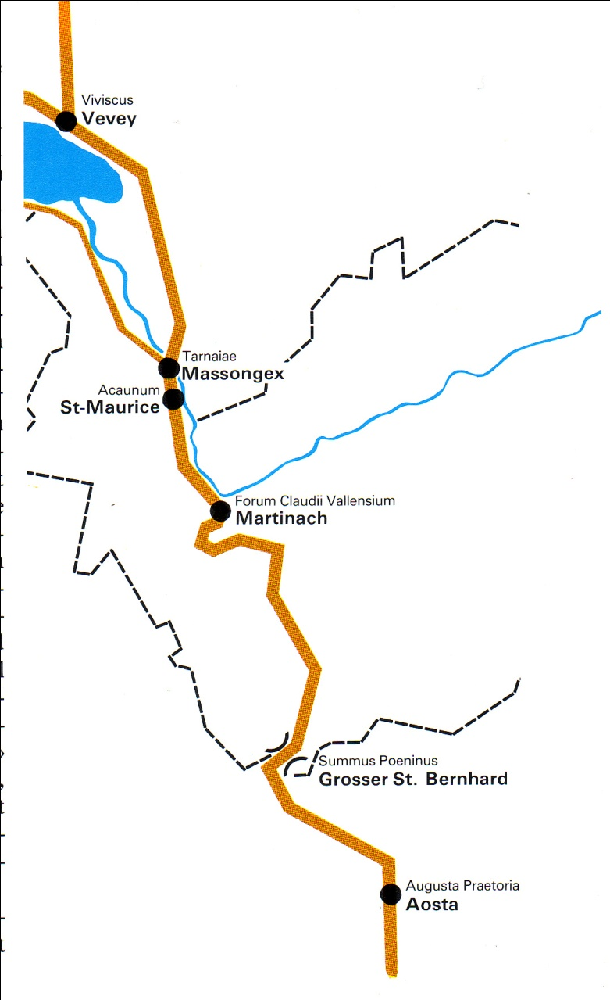 Viviscus
Vevey
Tarnaiae
Massongex
Acaunum
St-Maurice
Forum Claudii Vallensium
Martinach
Summus Poeninus
Grosser St. Bernhard
Augusta Praetoria
Aosta